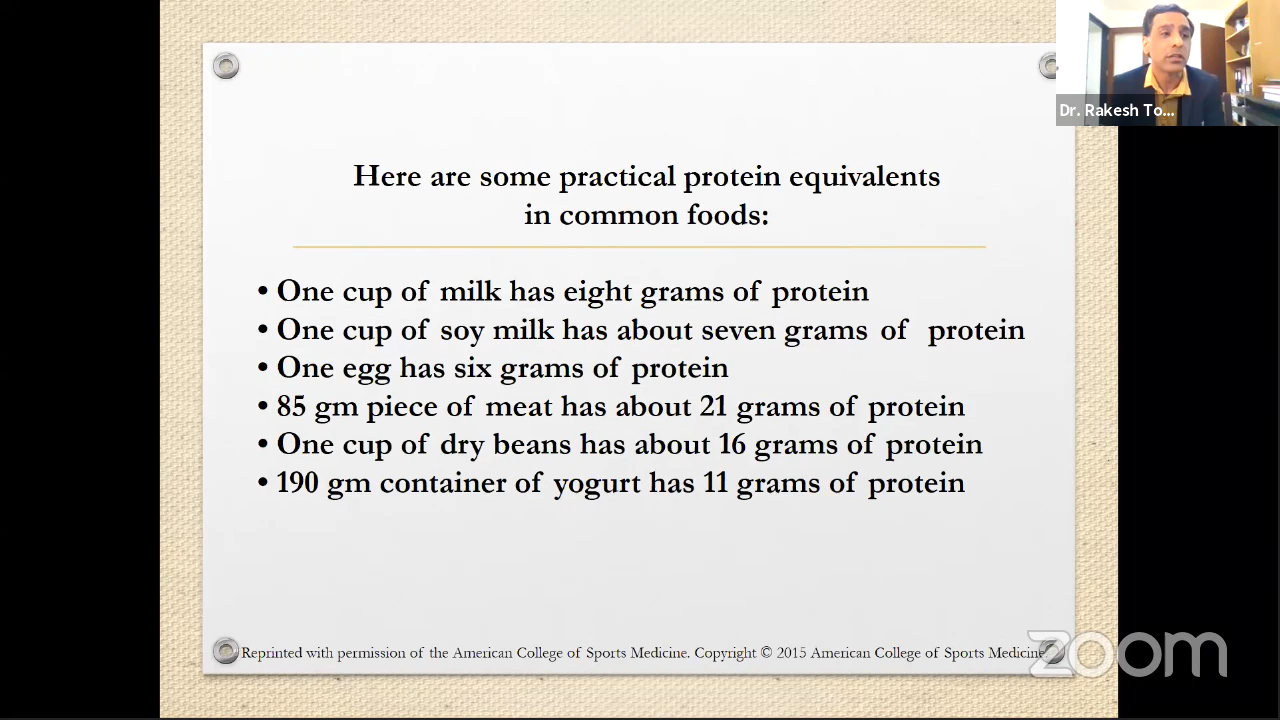 Dr. Rakesh To...
Here are some practical protein equivalents
in common foods:
• One cup of milk has eight grams of protein
• One cup of soy milk has about seven grams of protein
• One egg has six grams of protein
• 85 gm piece of meat has about 21 grams of protein
• One cup of dry beans has about 16 grams of protein
• 190 gm container of yogurt has 11 grams of protein
Reprinted with permission of the American College of Sports Medicine. Copyright © 2015 American College of Sports Medicine
zoom